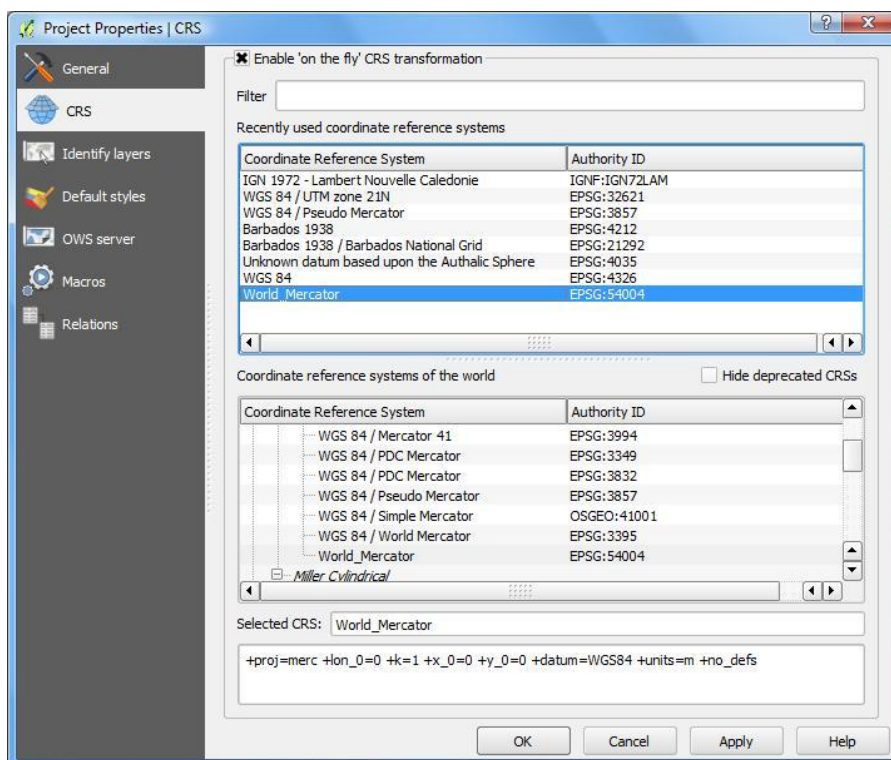 Project Properties | CRS
General
CRS
Identify layers
Default styles
OWS server
Macros
Relations
Enable 'on the fly' CRS transformation
Filter
Recently used coordinate reference systems
Coordinate Reference System Authority ID
IGN 1972 - Lambert Nouvelle Caledonie IGNF:IGN72LAM
WGS 84 / UTM zone 21N EPSG:32621
WGS 84 / Pseudo Mercator EPSG:3857
Barbados 1938 EPSG:4212
Barbados 1938 / Barbados National Grid EPSG:21292
Unknown datum based upon the Authalic Sphere EPSG:4035
WGS 84 EPSG:4326
World_Mercator EPSG:54004
Coordinate reference systems of the world Hide deprecated CRSs
Coordinate Reference System Authority ID
WGS 84 / Mercator 41 EPSG:3994
WGS 84 / PDC Mercator EPSG:3349
WGS 84 / PDC Mercator EPSG:3832
WGS 84 / Pseudo Mercator EPSG:3857
WGS 84 / Simple Mercator OSGEO:41001
WGS 84 / World Mercator EPSG:3395
World_Mercator EPSG:54004
Miller Cylindrical
Selected CRS: World_Mercator
+proj=merc +lon_0=0 +k=1 +x_0=0 +y_0=0 +datum=WGS84 +units=m +no_defs
OK Cancel Apply Help